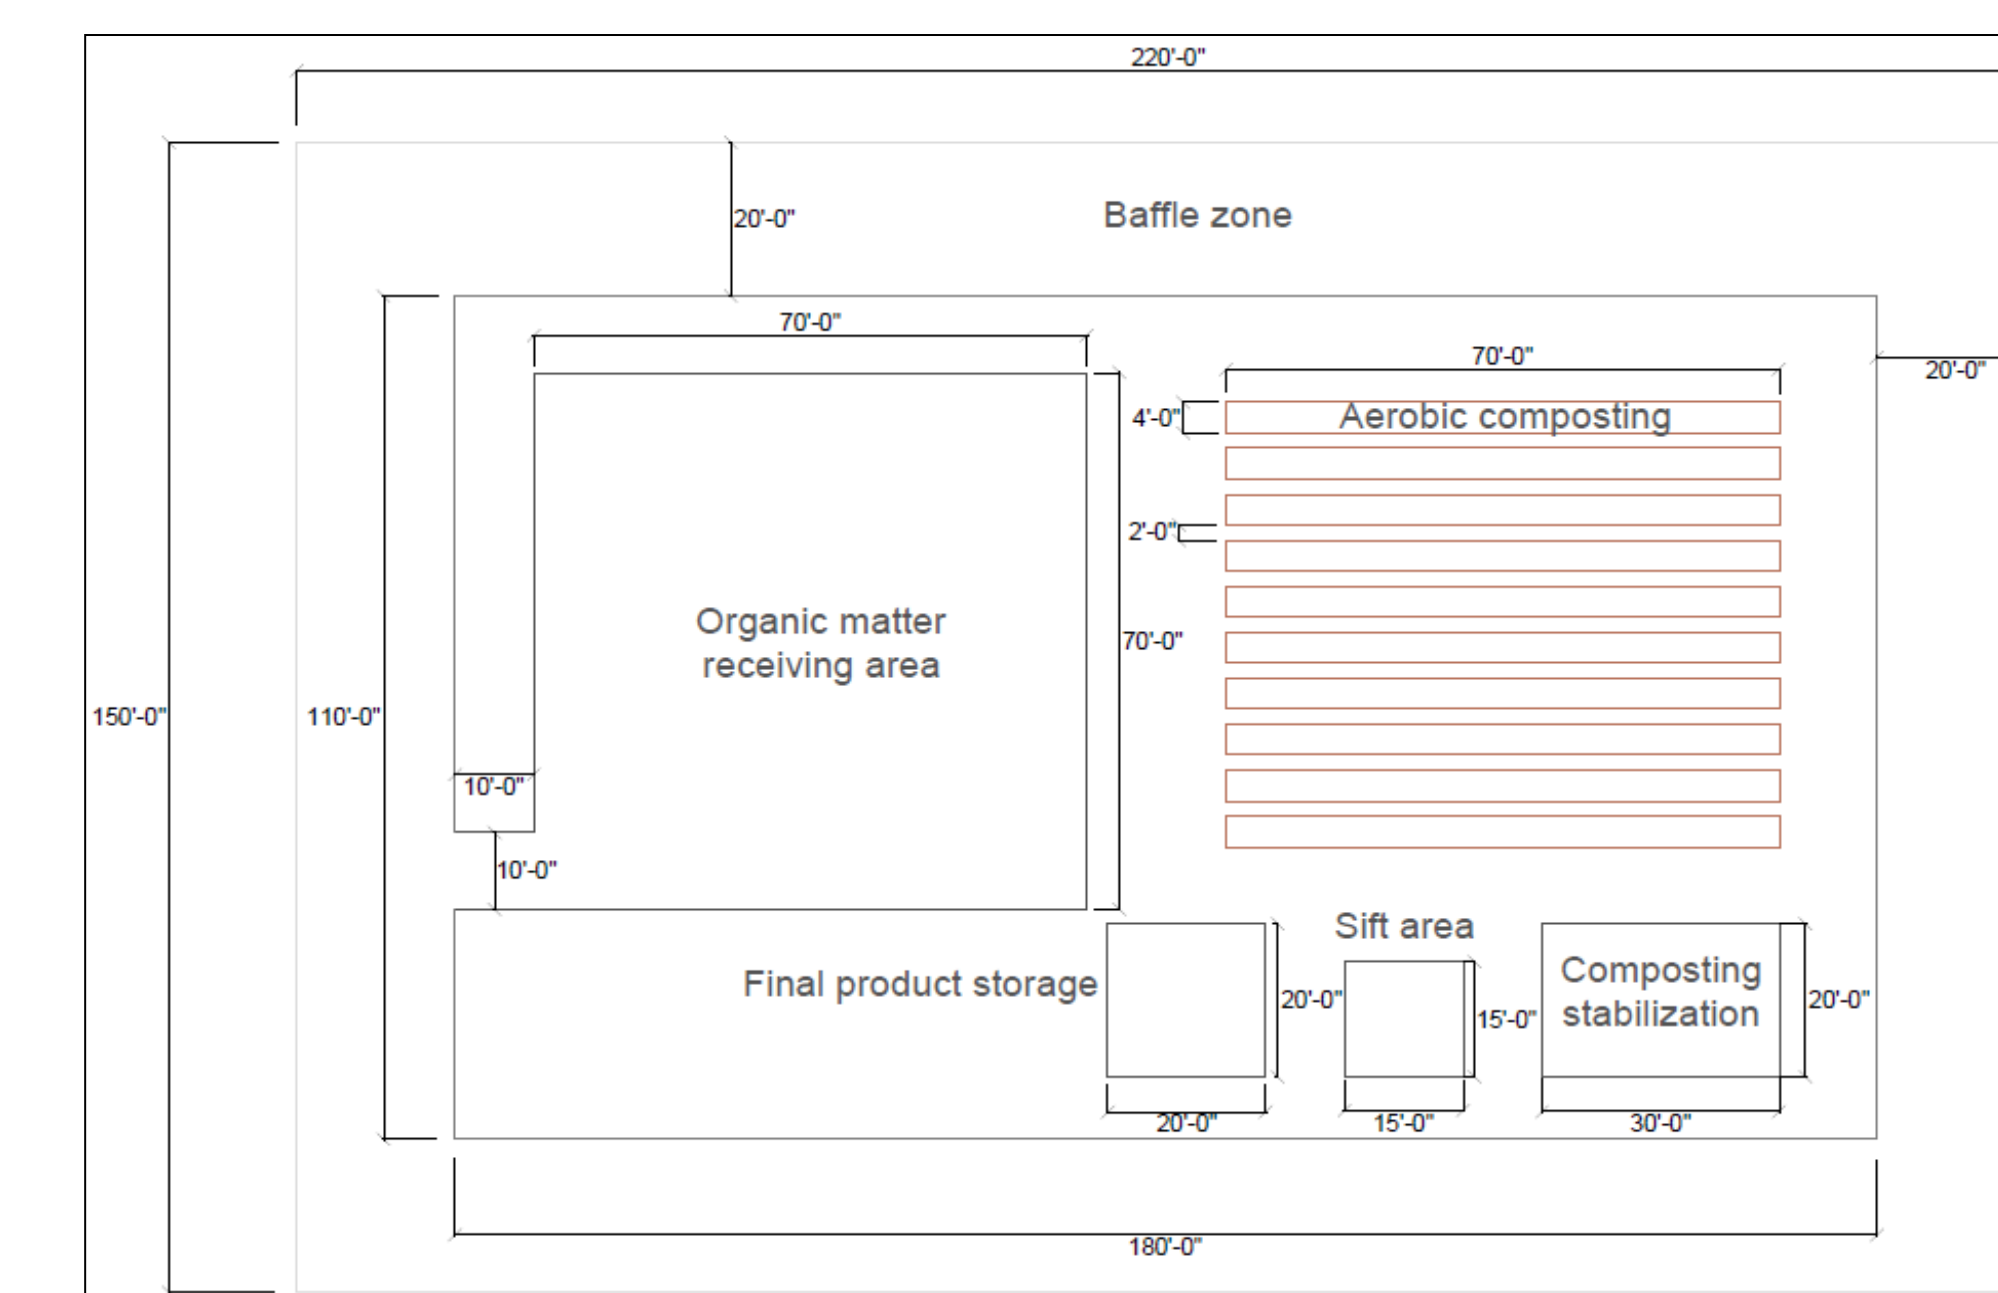 220'-0"
20'-0"
Baffle zone
70'-0"
70'-0"
20'-0"
4'-0"
Aerobic composting
2'-0"
Organic matter
receiving area
70'-0"
150'-0"
110'-0"
10'-0"
10'-0"
Sift area
Final product storage
Composting
stabilization
20'-0"
15'-0"
20'-0"
20'-0"
15'-0"
30'-0"
180'-0"